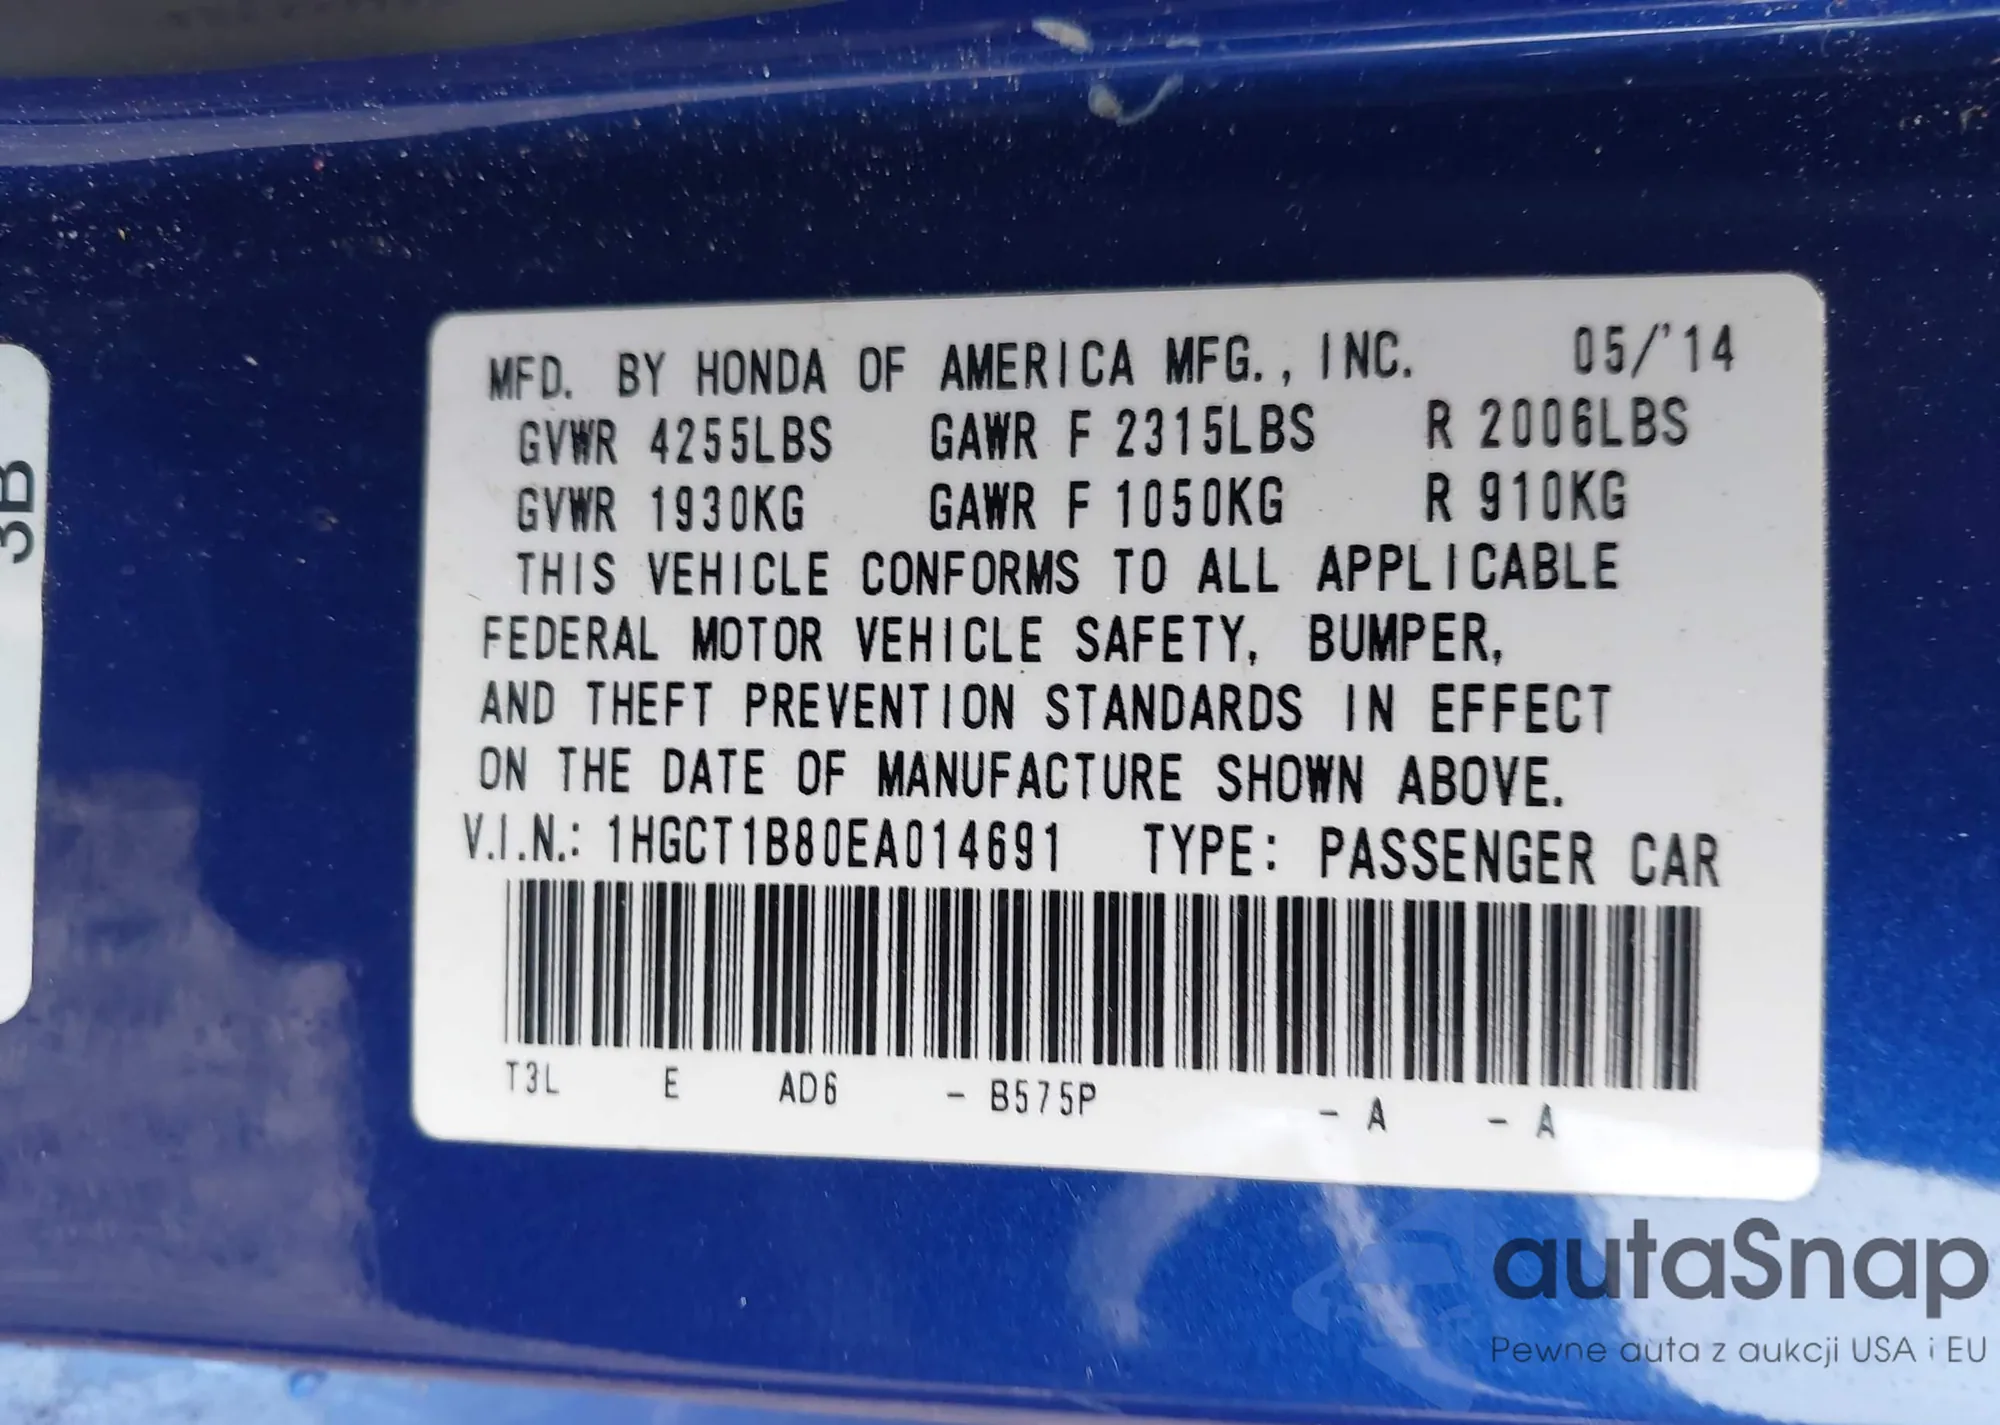 3B
MFD. BY HONDA OF AMERICA MFG., INC. 05/'14
GVWR 4255LBS GAWR F 2315LBS R 2006LBS
GVWR 1930KG GAWR F 1050KG R 910KG
THIS VEHICLE CONFORMS TO ALL APPLICABLE
FEDERAL MOTOR VEHICLE SAFETY, BUMPER,
AND THEFT PREVENTION STANDARDS IN EFFECT
ON THE DATE OF MANUFACTURE SHOWN ABOVE.
V.I.N.: 1HGCT1B80EA014691 TYPE: PASSENGER CAR
T3L E AD6 - B575P - A - A
autaSnap
Pewne auta z aukcji USA i EU